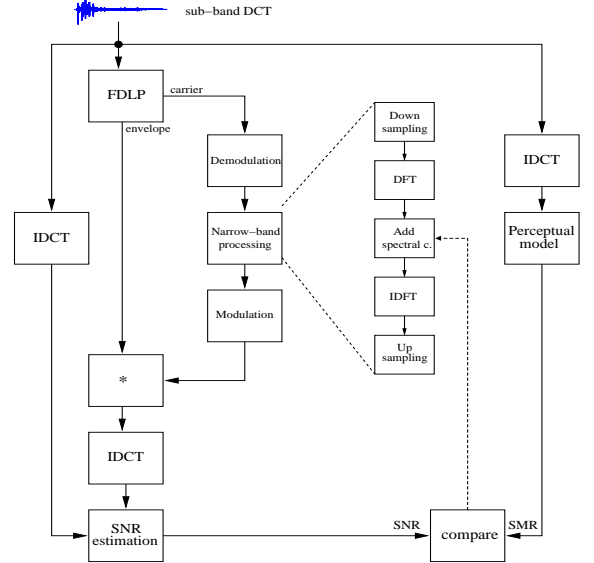 sub-band DCT
FDLP
carrier
envelope
Demodulation
Narrow-band
processing
Modulation
Down
sampling
DFT
Add
spectral c.
IDFT
Up
sampling
IDCT
Perceptual
model
IDCT
*
IDCT
SNR
estimation
SNR
compare
SMR